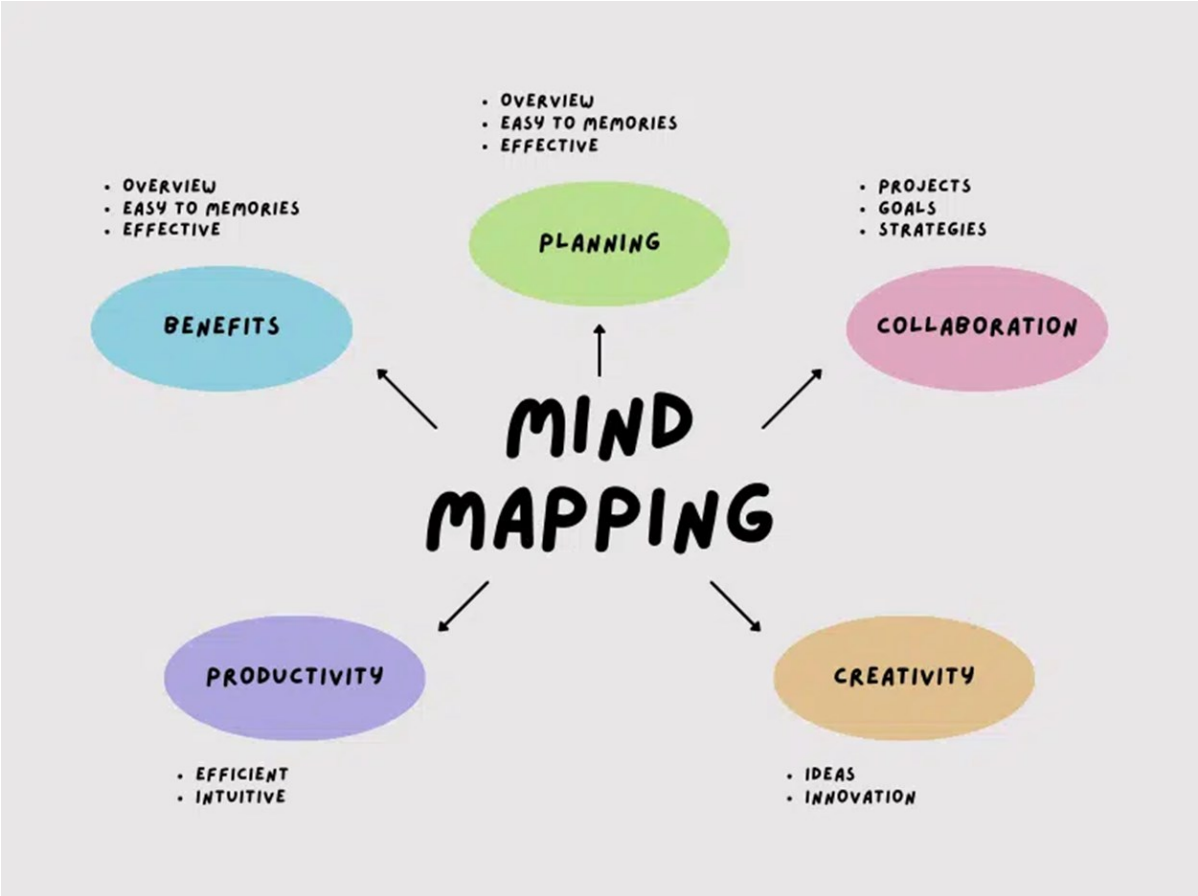 • OVERVIEW
• EASY TO MEMORIES
• EFFECTIVE
PLANNING
• OVERVIEW
• EASY TO MEMORIES
• EFFECTIVE
BENEFITS
• PROJECTS
• GOALS
• STRATEGIES
COLLABORATION
MIND
MAPPING
PRODUCTIVITY
• EFFICIENT
• INTUITIVE
CREATIVITY
• IDEAS
• INNOVATION